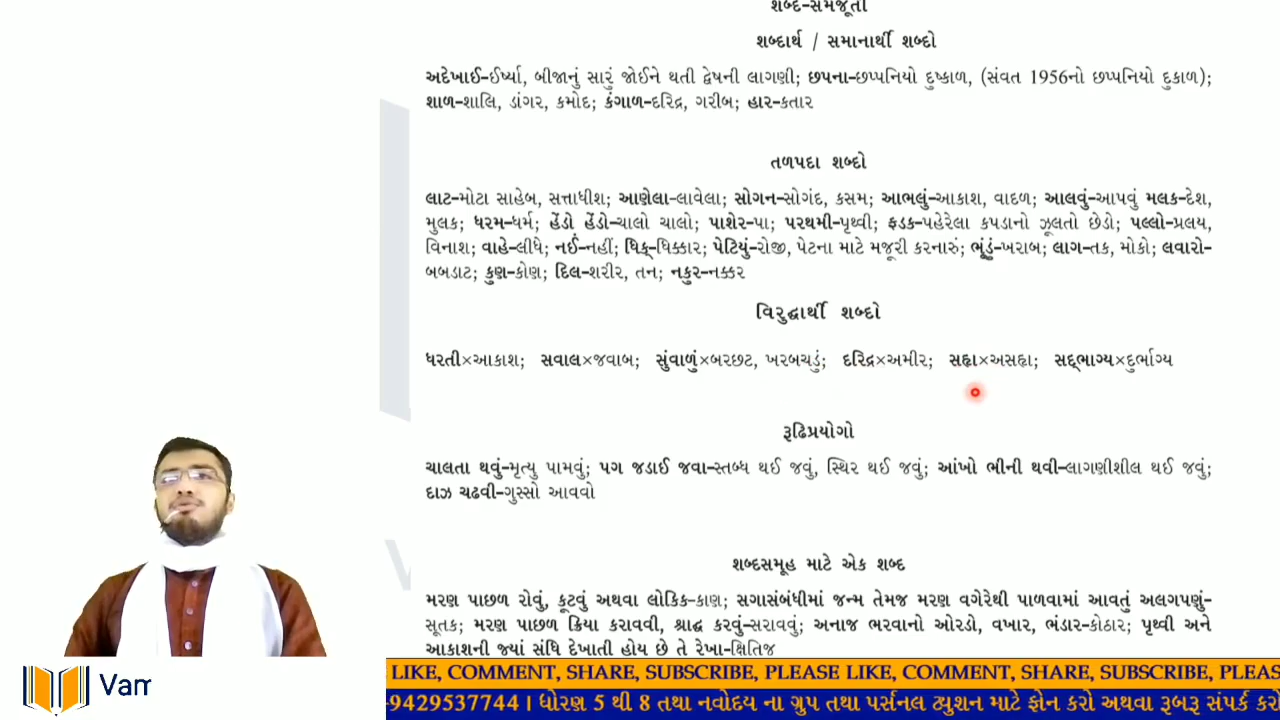 શબ્દ-સમજૂતી
શબ્દાર્થ / સમાનાર્થી શબ્દો
અદેખાઈ-ઈર્ષ્યા, બીજાનું સારું જોઈને થતી દ્વેષની લાગણી; છપના-છપ્પનિયો દુષ્કાળ, (સંવત 1956નો છપ્પનિયો દુકાળ);
શાળ-શાલિ, ડાંગર, કમોદ; કંગાળ-દરિદ્ર, ગરીબ; હાર-કતાર
તળપદા શબ્દો
લાટ-મોટા સાહેબ, સત્તાધીશ; આણેલા-લાવેલા; સોગન-સોગંદ, કસમ; આભલું-આકાશ, વાદળ; આલવું-આપવું મલક-દેશ,
મુલક; ધરમ-ધર્મ; હેંડો હેંડો-ચાલો ચાલો; પાશેર-પા; પરથમી-પૃથ્વી; ફડક-પહેરેલા કપડાનો ઝૂલતો છેડો; પલ્લો-પ્રલય,
વિનાશ; વાહે-લીધે; નઈં-નહીં; ધિક્-ધિક્કાર; પેટિયું-રોજી, પેટના માટે મજૂરી કરનારું; ભૂંડું-ખરાબ; લાગ-તક, મોકો; લવારો-
બબડાટ; કુણ-કોણ; દિલ-શરીર, તન; નકુર-નક્કર
વિરુદ્ધાર્થી શબ્દો
ધરતી×આકાશ; સવાલ×જવાબ; સુંવાળું×બરછટ, ખરબચડું; દરિદ્ર×અમીર; સહ્ય×અસહ્ય; સદ્ભાગ્ય×દુર્ભાગ્ય
રૂઢિપ્રયોગો
ચાલતા થવું-મૃત્યુ પામવું; પગ જડાઈ જવા-સ્તબ્ધ થઈ જવું, સ્થિર થઈ જવું; આંખો ભીની થવી-લાગણીશીલ થઈ જવું;
દાઝ ચઢવી-ગુસ્સો આવવો
શબ્દસમૂહ માટે એક શબ્દ
મરણ પાછળ રોવું, કૂટવું અથવા લોકિક-કાણ; સગાસંબંધીમાં જન્મ તેમજ મરણ વગેરેથી પાળવામાં આવતું અલગપણું-
સૂતક; મરણ પાછળ ક્રિયા કરાવવી, શ્રાદ્ધ કરવું-સરાવવું; અનાજ ભરવાનો ઓરડો, વખાર, ભંડાર-કોઠાર; પૃથ્વી અને
આકાશની જ્યાં સંધિ દેખાતી હોય છે તે રેખા-ક્ષિતિજ
LIKE, COMMENT, SHARE, SUBSCRIBE, PLEASE LIKE, COMMENT, SHARE, SUBSCRIBE, PLEAS
-9429537744 | ધોરણ 5 થી 8 તથા નવોદય ના ગ્રુપ તથા પર્સનલ ટ્યુશન માટે ફોન કરો અથવા રૂબરૂ સંપર્ક કરો